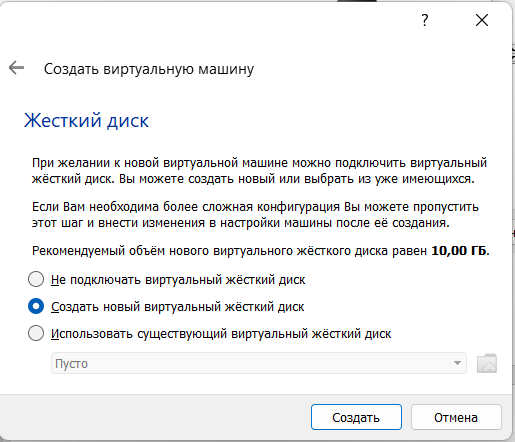 ?
Создать виртуальную машину
Жесткий диск
При желании к новой виртуальной машине можно подключить виртуальный
жёсткий диск. Вы можете создать новый или выбрать из уже имеющихся.
Если Вам необходима более сложная конфигурация Вы можете пропустить
этот шаг и внести изменения в настройки машины после её создания.
Рекомендуемый объём нового виртуального жёсткого диска равен 10,00 ГБ.
Не подключать виртуальный жёсткий диск
Создать новый виртуальный жёсткий диск
Использовать существующий виртуальный жёсткий диск
Пусто
Создать Отмена